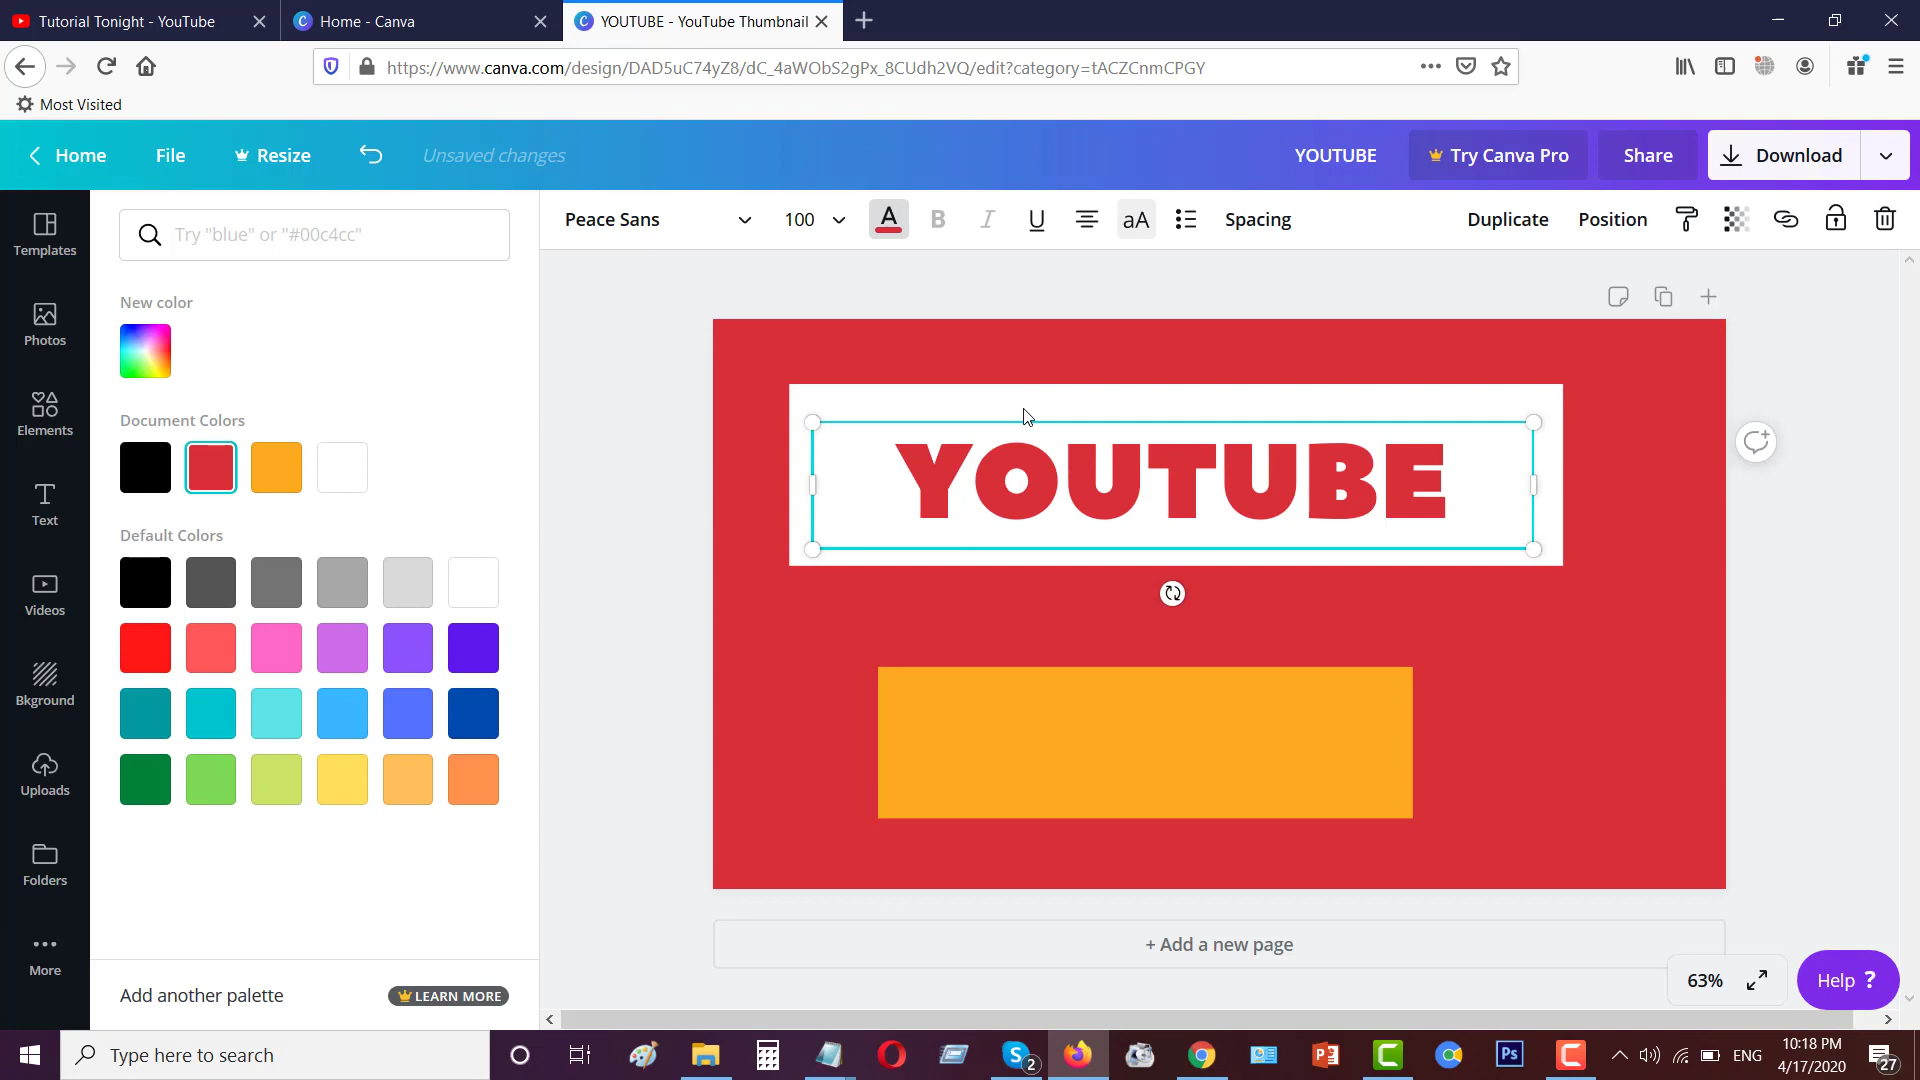 Tutorial Tonight - YouTube
Home - Canva
YOUTUBE - YouTube Thumbnail
https://www.canva.com/design/DAD5uC74yZ8/dC_4aWObS2gPx_8CUdh2VQ/edit?category=tACZCnmCPGY
Most Visited
Home
File
Resize
Unsaved changes
YOUTUBE
Try Canva Pro
Share
Download
Templates
Photos
Elements
Text
Videos
Bkground
Uploads
Folders
More
Try "blue" or "#00c4cc"
New color
Document Colors
Default Colors
Add another palette
LEARN MORE
Peace Sans
100
A
B
I
U
aA
Spacing
Duplicate
Position
YOUTUBE
+ Add a new page
63%
Help ?
Type here to search
2
Ps
ENG
10:18 PM
4/17/2020
27